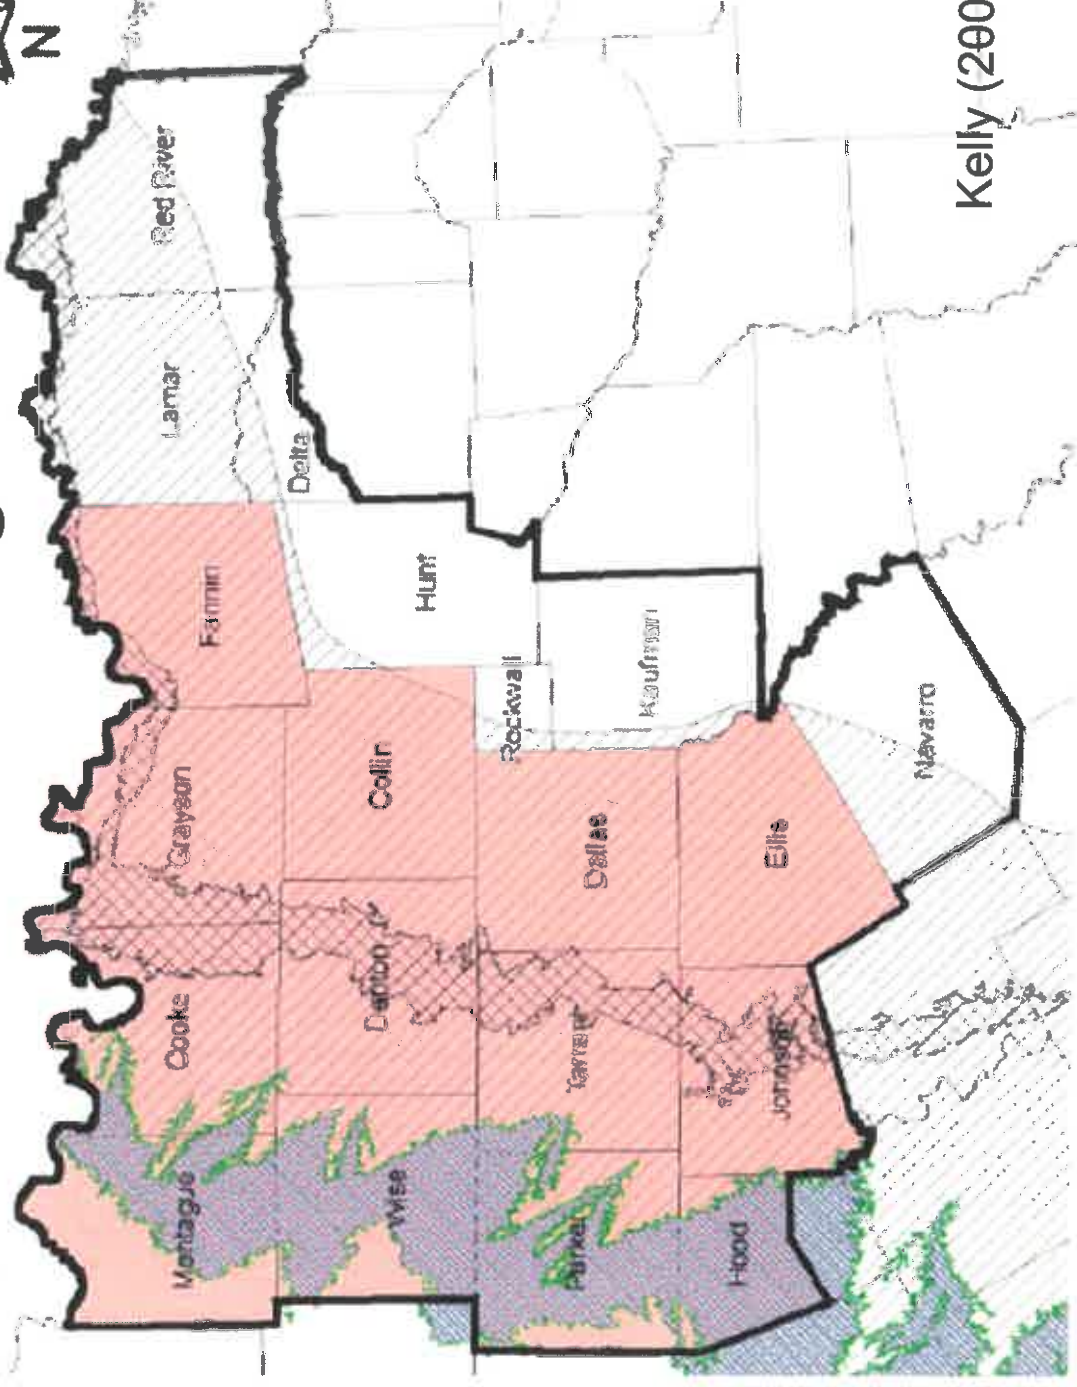 N
Red River
Lamar
Fannin
Delta
Grayson
Cooke
Montague
Hunt
Collin
Denton
Wise
Rockwall
Kaufman
Dallas
Tarrant
Parker
Navarro
Ellis
Johnson
Hood
Kelly (200